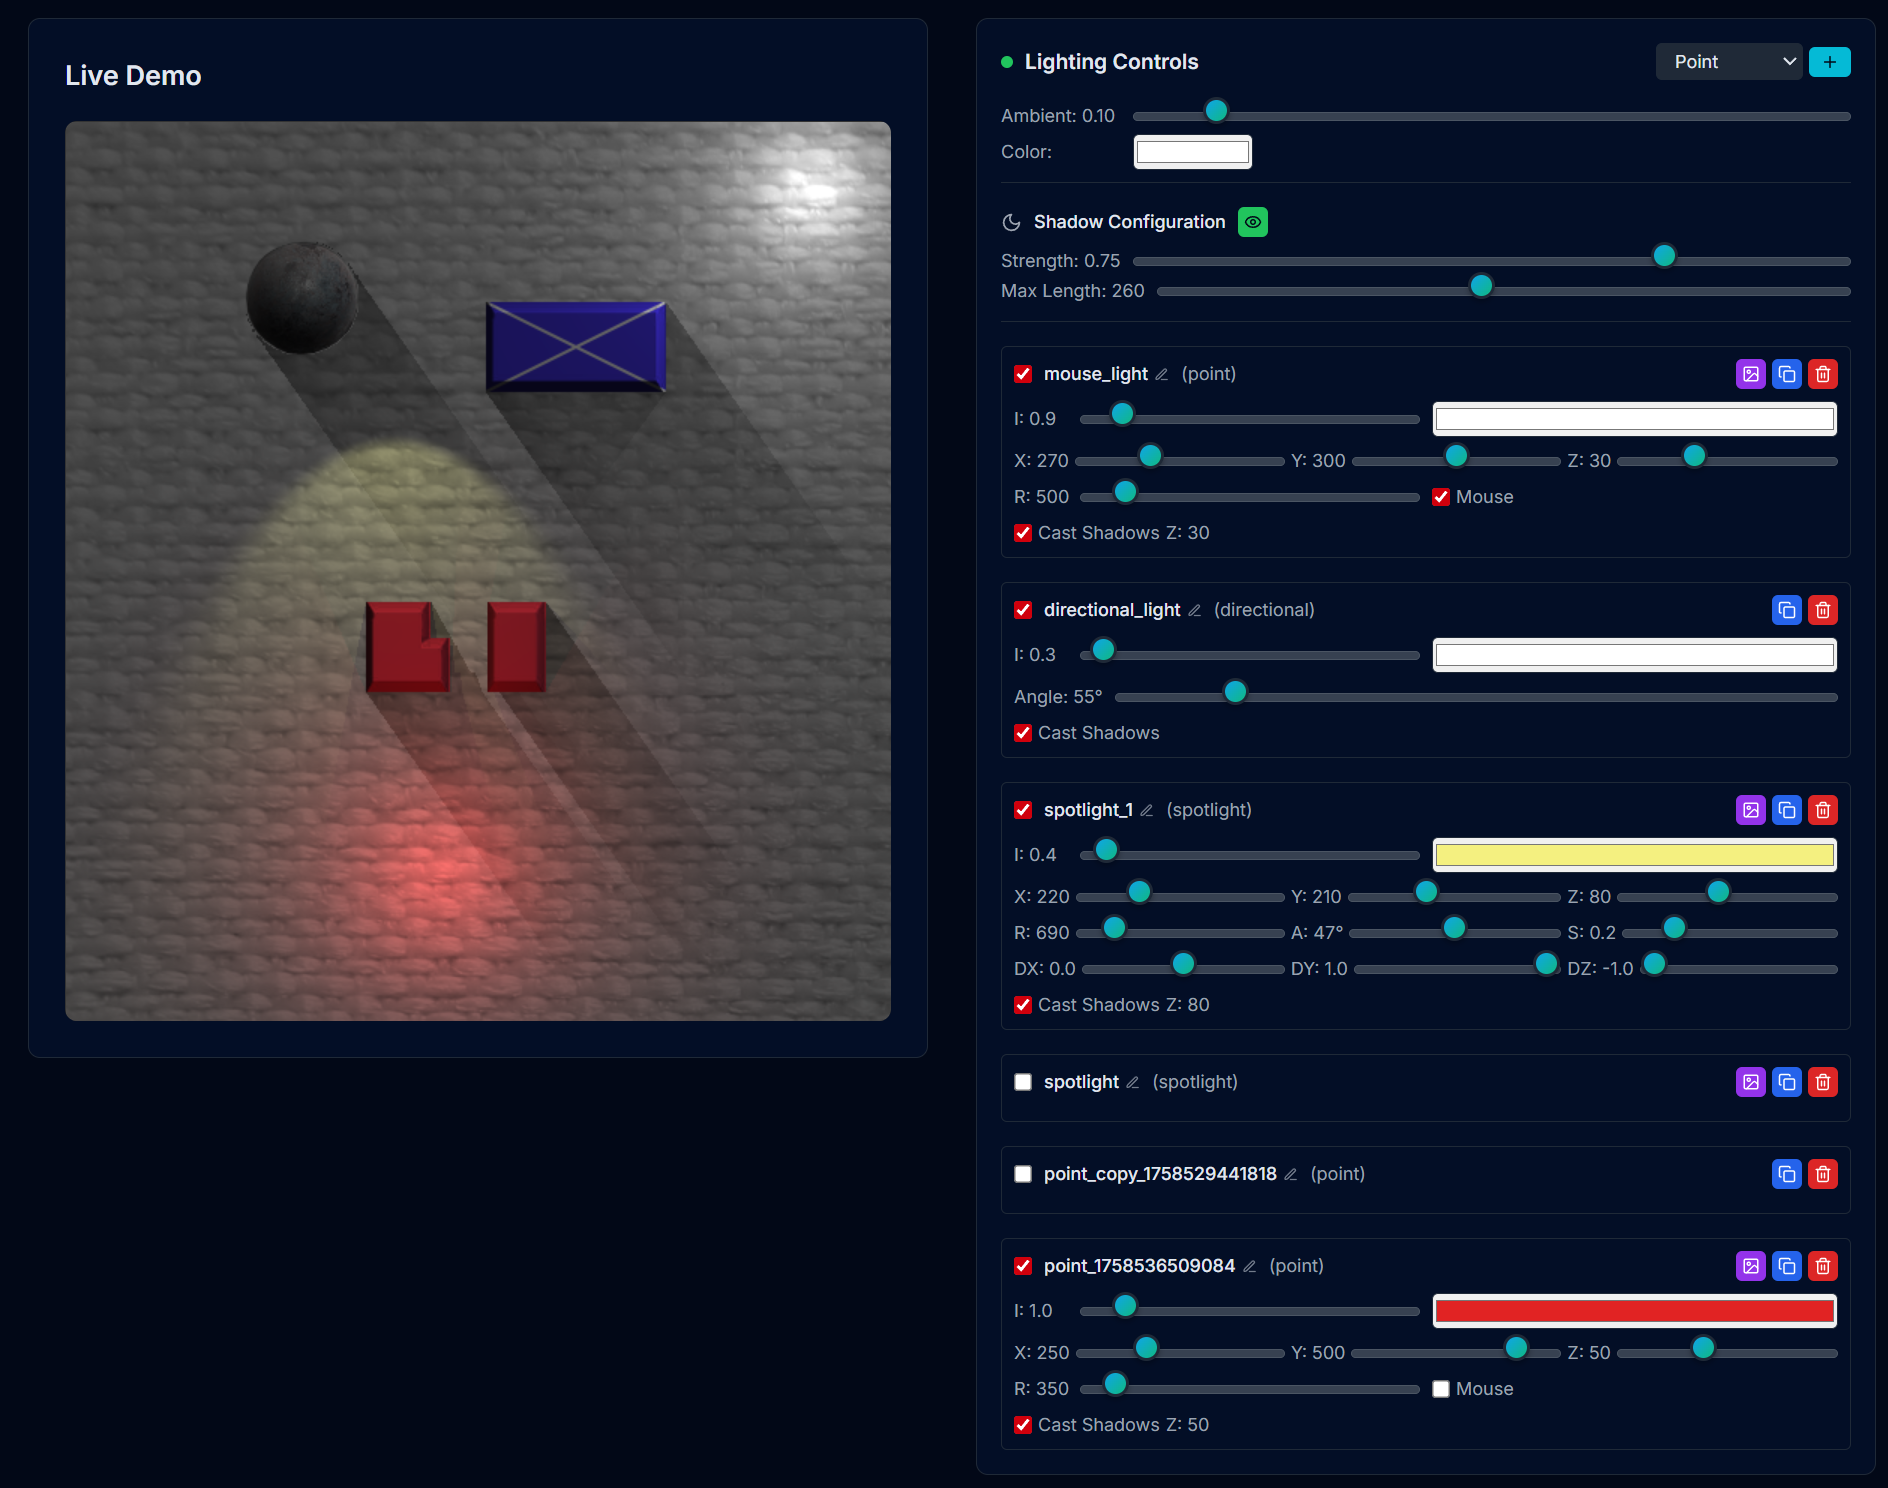 Live Demo
Lighting Controls
Point
Ambient: 0.10
Color:
Shadow Configuration
Strength: 0.75
Max Length: 260
mouse_light (point)
I: 0.9
X: 270 Y: 300 Z: 30
R: 500 Mouse
Cast Shadows Z: 30
directional_light (directional)
I: 0.3
Angle: 55°
Cast Shadows
spotlight_1 (spotlight)
I: 0.4
X: 220 Y: 210 Z: 80
R: 690 A: 47° S: 0.2
DX: 0.0 DY: 1.0 DZ: -1.0
Cast Shadows Z: 80
spotlight (spotlight)
point_copy_1758529441818 (point)
point_1758536509084 (point)
I: 1.0
X: 250 Y: 500 Z: 50
R: 350 Mouse
Cast Shadows Z: 50